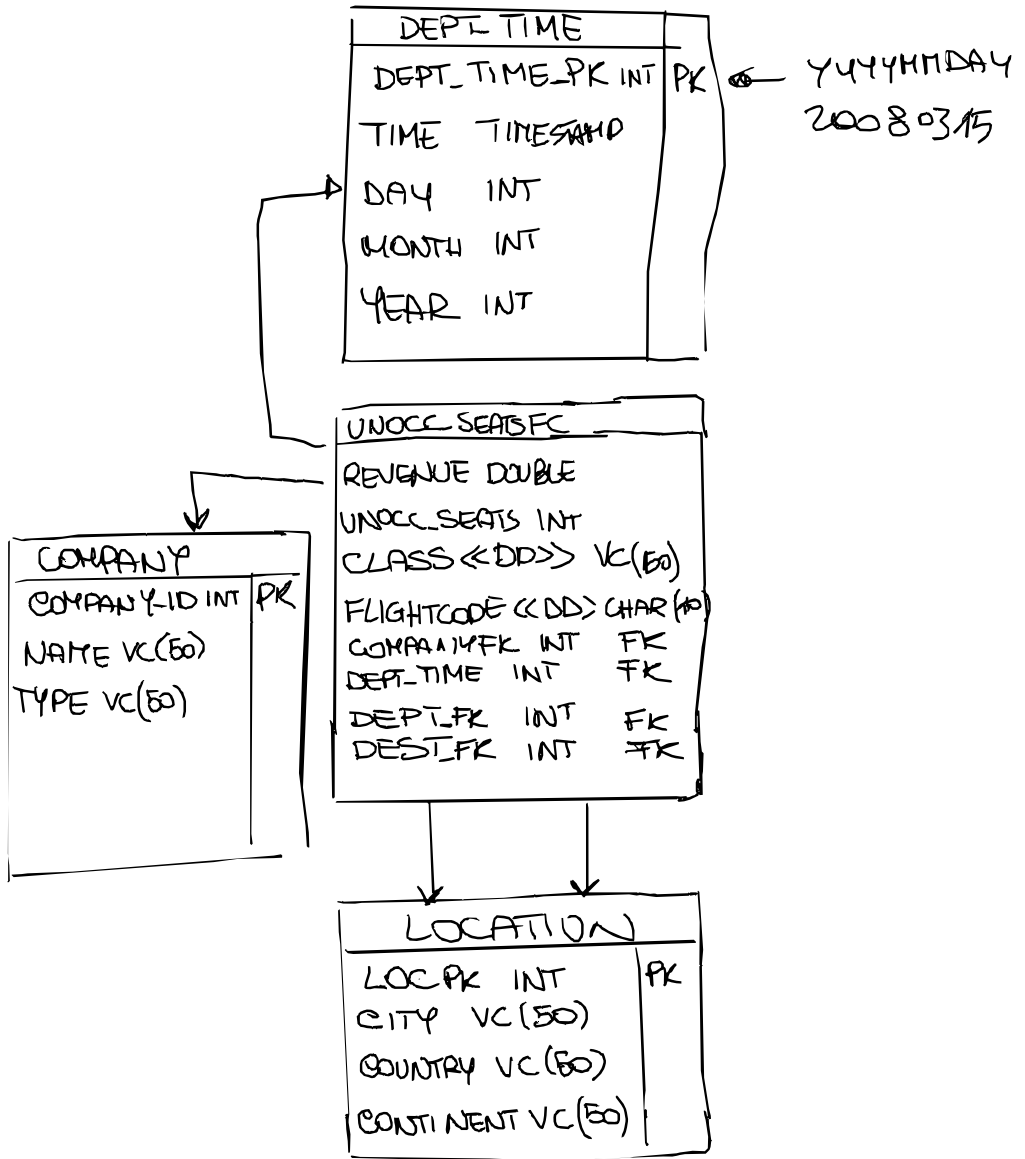 DEPT_TIME
DEPT_TIME_PK INT PK
YYYYMMDAY
TIME TIMESTAMP
20080315
DAY INT
MONTH INT
YEAR INT
UNOCC_SEATSFC
REVENUE DOUBLE
UNOCC_SEATS INT
CLASS <<DD>> VC(50)
FLIGHTCODE <<DD> CHAR(10)
COMPANYFK INT FK
DEPT_TIME INT FK
DEPT_FK INT FK
DEST_FK INT FK
COMPANY
COMPANY_ID INT PK
NAME VC(50)
TYPE VC(50)
LOCATION
LOCPK INT PK
CITY VC(50)
COUNTRY VC(50)
CONTINENT VC(50)